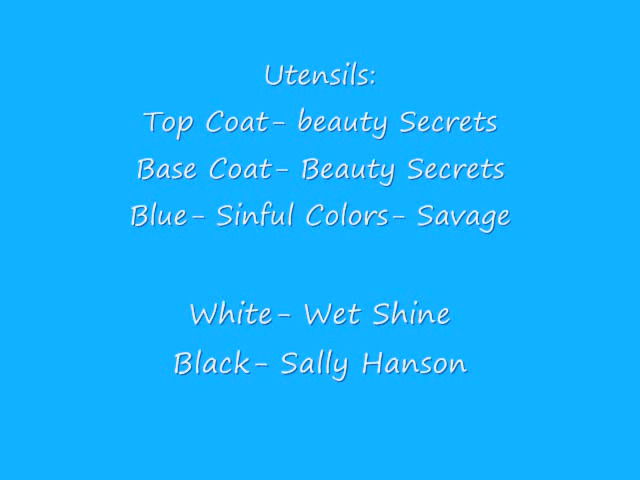 Utensils:
Top Coat- beauty Secrets
Base Coat- Beauty Secrets
Blue- Sinful Colors- Savage
White- Wet Shine
Black- Sally Hanson